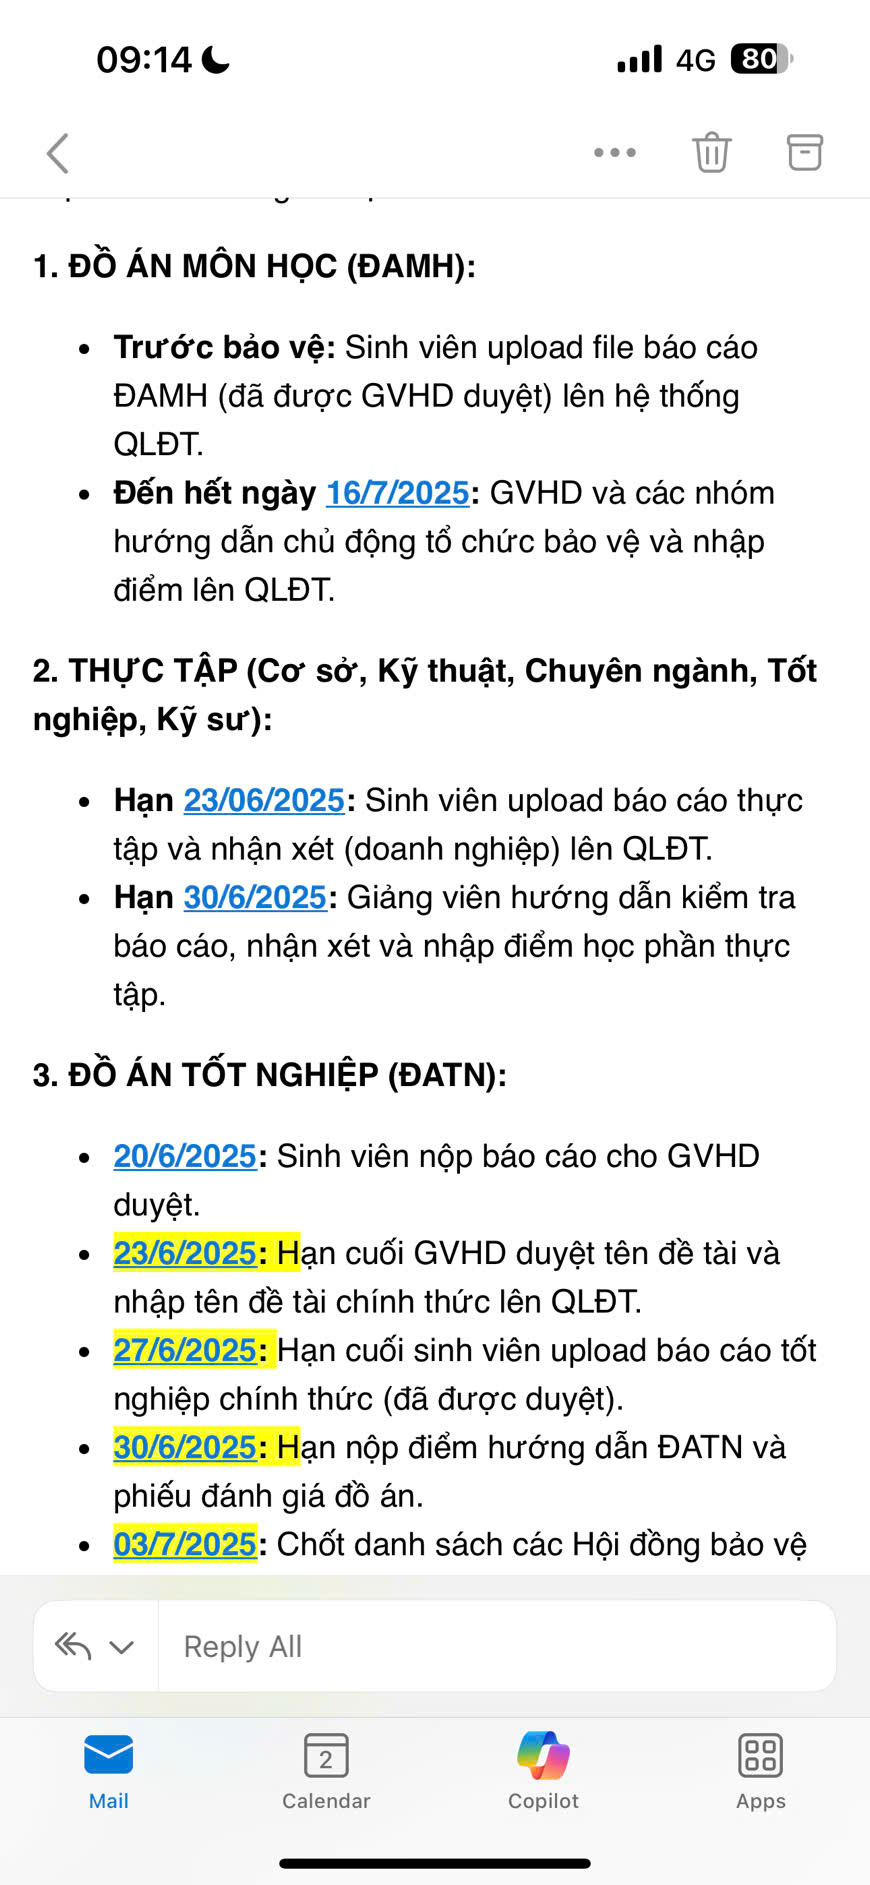 09:14
4G 80
1. ĐỒ ÁN MÔN HỌC (ĐAMH):
• Trước bảo vệ: Sinh viên upload file báo cáo
ĐAMH (đã được GVHD duyệt) lên hệ thống
QLĐT.
• Đến hết ngày 16/7/2025: GVHD và các nhóm
hướng dẫn chủ động tổ chức bảo vệ và nhập
điểm lên QLĐT.
2. THỰC TẬP (Cơ sở, Kỹ thuật, Chuyên ngành, Tốt
nghiệp, Kỹ sư):
• Hạn 23/06/2025: Sinh viên upload báo cáo thực
tập và nhận xét (doanh nghiệp) lên QLĐT.
• Hạn 30/6/2025: Giảng viên hướng dẫn kiểm tra
báo cáo, nhận xét và nhập điểm học phần thực
tập.
3. ĐỒ ÁN TỐT NGHIỆP (ĐATN):
• 20/6/2025: Sinh viên nộp báo cáo cho GVHD
duyệt.
• 23/6/2025: Hạn cuối GVHD duyệt tên đề tài và
nhập tên đề tài chính thức lên QLĐT.
• 27/6/2025: Hạn cuối sinh viên upload báo cáo tốt
nghiệp chính thức (đã được duyệt).
• 30/6/2025: Hạn nộp điểm hướng dẫn ĐATN và
phiếu đánh giá đồ án.
• 03/7/2025: Chốt danh sách các Hội đồng bảo vệ
Reply All
2
Mail Calendar Copilot Apps